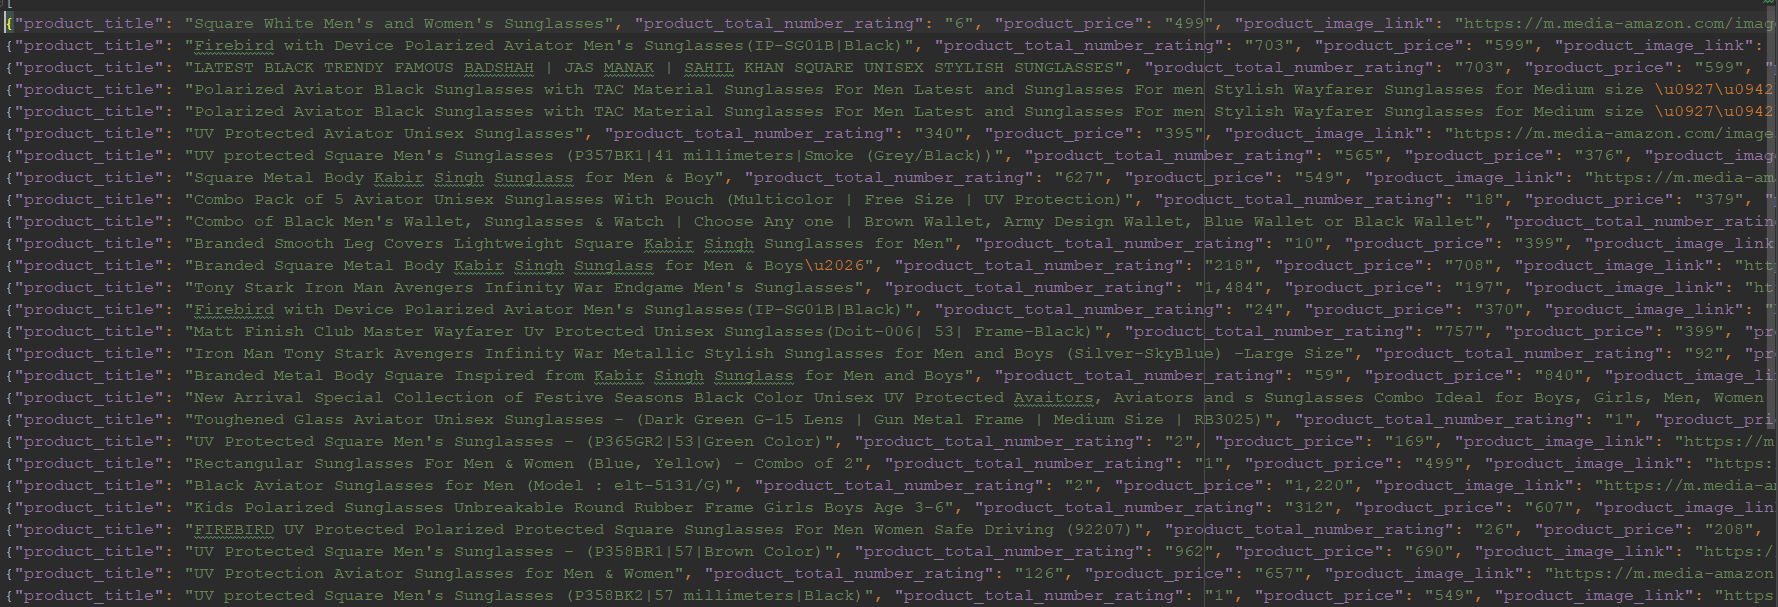 [
{"product_title": "Square White Men's and Women's Sunglasses", "product_total_number_rating": "6", "product_price": "499", "product_image_link": "https://m.media-amazon.com/imag
{"product_title": "Firebird with Device Polarized Aviator Men's Sunglasses(IP-SG01B|Black)", "product_total_number_rating": "703", "product_price": "599", "product_image_link":
{"product_title": "LATEST BLACK TRENDY FAMOUS BADSHAH | JAS MANAK | SAHIL KHAN SQUARE UNISEX STYLISH SUNGLASSES", "product_total_number_rating": "703", "product_price": "599", "
{"product_title": "Polarized Aviator Black Sunglasses with TAC Material Sunglasses For Men Latest and Sunglasses For men Stylish Wayfarer Sunglasses for Medium size \u0927\u0942
{"product_title": "Polarized Aviator Black Sunglasses with TAC Material Sunglasses For Men Latest and Sunglasses For men Stylish Wayfarer Sunglasses for Medium size \u0927\u0942
{"product_title": "UV Protected Aviator Unisex Sunglasses", "product_total_number_rating": "340", "product_price": "395", "product_image_link": "https://m.media-amazon.com/image
{"product_title": "UV protected Square Men's Sunglasses (P357BK1|41 millimeters|Smoke (Grey/Black))", "product_total_number_rating": "565", "product_price": "376", "product_imag
{"product_title": "Square Metal Body Kabir Singh Sunglass for Men & Boy", "product_total_number_rating": "627", "product_price": "549", "product_image_link": "https://m.media-am
{"product_title": "Combo Pack of 5 Aviator Unisex Sunglasses With Pouch (Multicolor | Free Size | UV Protection)", "product_total_number_rating": "18", "product_price": "379", "
{"product_title": "Combo of Black Men's Wallet, Sunglasses & Watch | Choose Any one | Brown Wallet, Army Design Wallet, Blue Wallet or Black Wallet", "product_total_number_ratin
{"product_title": "Branded Smooth Leg Covers Lightweight Square Kabir Singh Sunglasses for Men", "product_total_number_rating": "10", "product_price": "399", "product_image_link
{"product_title": "Branded Square Metal Body Kabir Singh Sunglass for Men & Boys\u2026", "product_total_number_rating": "218", "product_price": "708", "product_image_link": "htt
{"product_title": "Tony Stark Iron Man Avengers Infinity War Endgame Men's Sunglasses", "product_total_number_rating": "1,484", "product_price": "197", "product_image_link": "ht
{"product_title": "Firebird with Device Polarized Aviator Men's Sunglasses(IP-SG01B|Black)", "product_total_number_rating": "24", "product_price": "370", "product_image_link": "
{"product_title": "Matt Finish Club Master Wayfarer Uv Protected Unisex Sunglasses(Doit-006| 53| Frame-Black)", "product_total_number_rating": "757", "product_price": "399", "pr
{"product_title": "Iron Man Tony Stark Avengers Infinity War Metallic Stylish Sunglasses for Men and Boys (Silver-SkyBlue) -Large Size", "product_total_number_rating": "92", "pr
{"product_title": "Branded Metal Body Square Inspired from Kabir Singh Sunglass for Men and Boys", "product_total_number_rating": "59", "product_price": "840", "product_image_li
{"product_title": "New Arrival Special Collection of Festive Seasons Black Color Unisex UV Protected Avaitors, Aviators and s Sunglasses Combo Ideal for Boys, Girls, Men, Women
{"product_title": "Toughened Glass Aviator Unisex Sunglasses - (Dark Green G-15 Lens | Gun Metal Frame | Medium Size | RB3025)", "product_total_number_rating": "1", "product_pri
{"product_title": "UV Protected Square Men's Sunglasses - (P365GR2|53|Green Color)", "product_total_number_rating": "2", "product_price": "169", "product_image_link": "https://m
{"product_title": "Rectangular Sunglasses For Men & Women (Blue, Yellow) - Combo of 2", "product_total_number_rating": "1", "product_price": "499", "product_image_link": "https:
{"product_title": "Black Aviator Sunglasses for Men (Model : elt-5131/G)", "product_total_number_rating": "2", "product_price": "1,220", "product_image_link": "https://m.media-a
{"product_title": "Kids Polarized Sunglasses Unbreakable Round Rubber Frame Girls Boys Age 3-6", "product_total_number_rating": "312", "product_price": "607", "product_image_lin
{"product_title": "FIREBIRD UV Protected Polarized Protected Square Sunglasses For Men Women Safe Driving (92207)", "product_total_number_rating": "26", "product_price": "208",
{"product_title": "UV Protected Square Men's Sunglasses - (P358BR1|57|Brown Color)", "product_total_number_rating": "962", "product_price": "690", "product_image_link": "https:/
{"product_title": "UV Protection Aviator Sunglasses for Men & Women", "product_total_number_rating": "126", "product_price": "657", "product_image_link": "https://m.media-amazon
{"product_title": "UV protected Square Men's Sunglasses (P358BK2|57 millimeters|Black)", "product_total_number_rating": "1", "product_price": "549", "product_image_link": "https